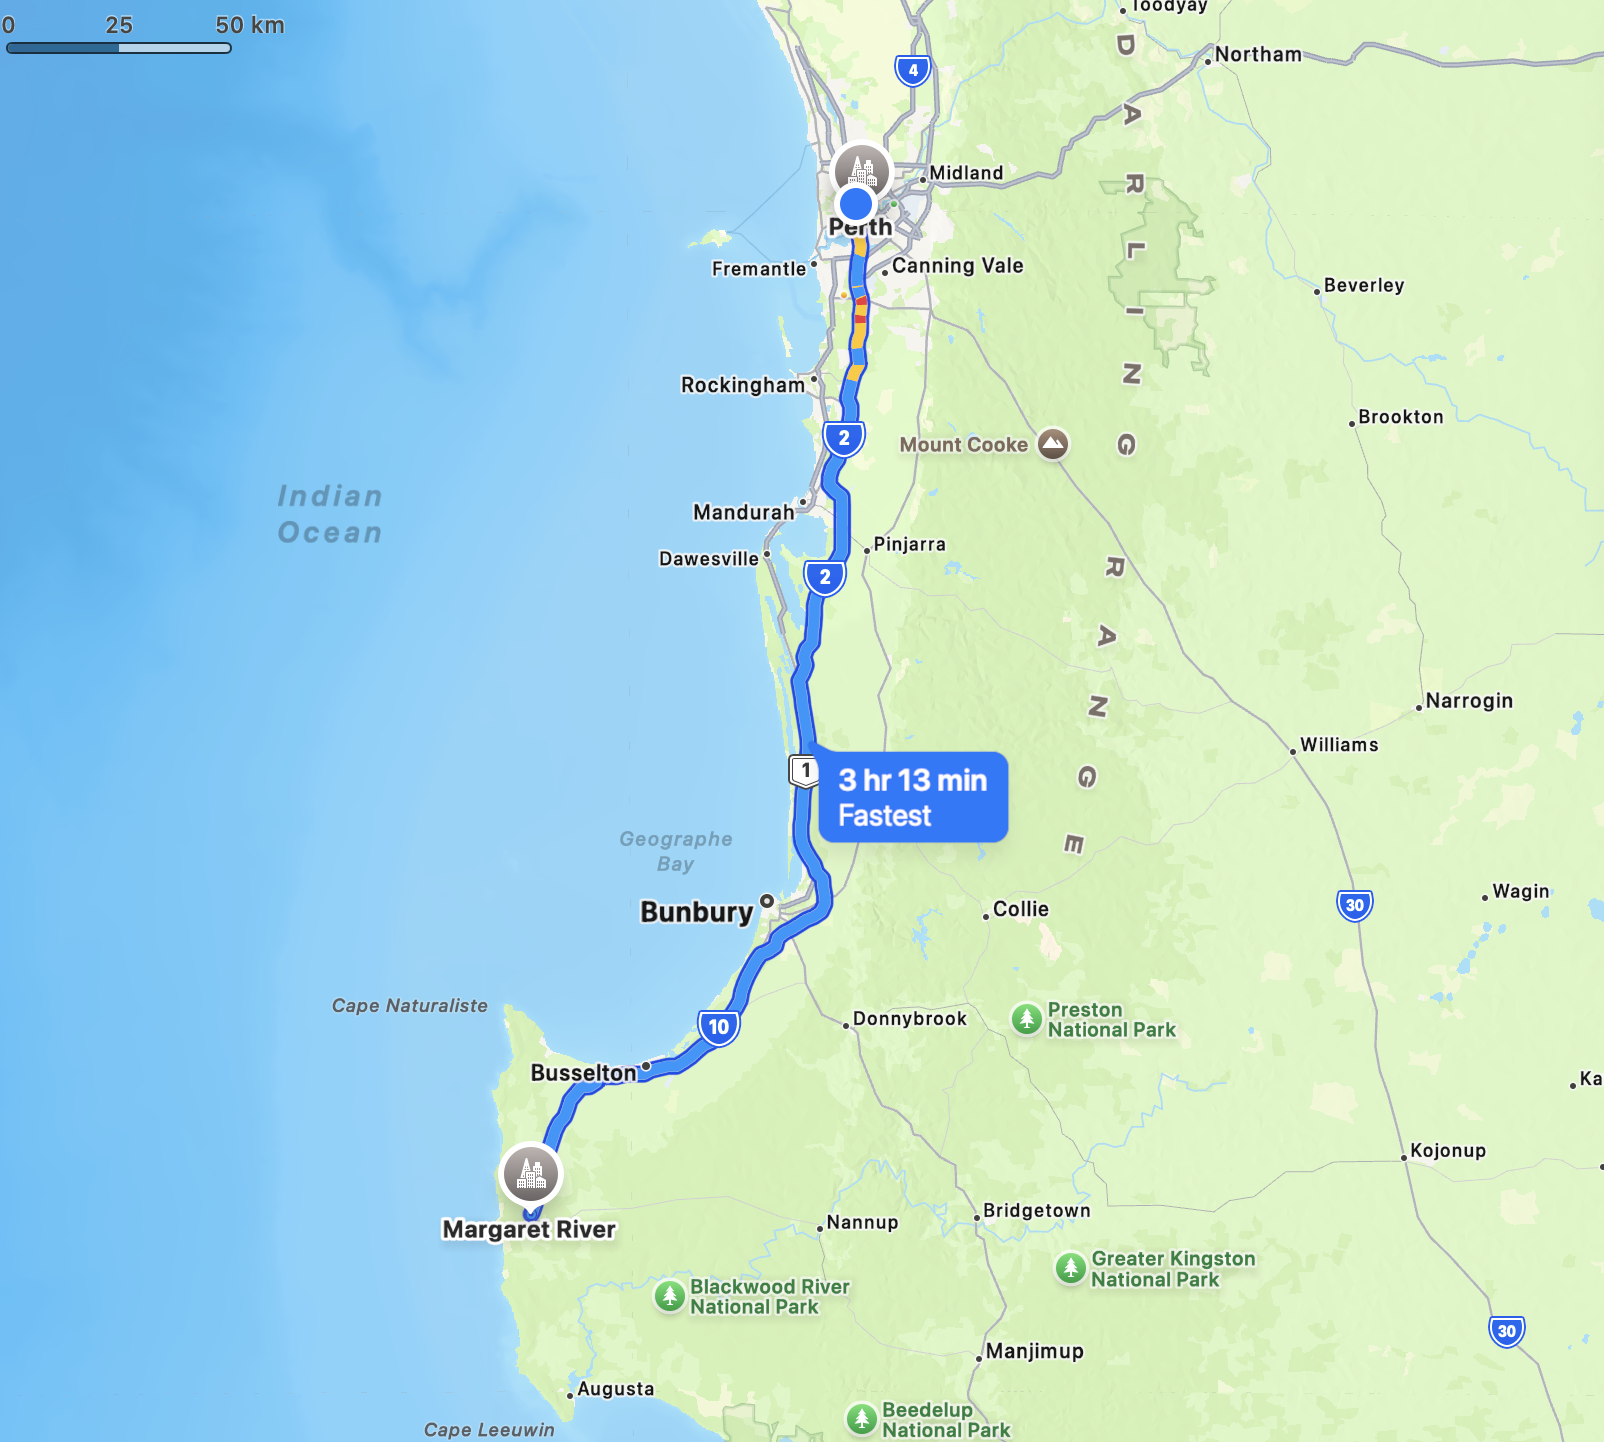 0 25 50 km
Toodyay
Northam
4
Midland
Perth
Fremantle
Canning Vale
Beverley
Rockingham
Brookton
2
Mount Cooke
DARLING RANGE
Indian
Ocean
Mandurah
Pinjarra
Dawesville
2
Narrogin
Williams
1
3 hr 13 min
Fastest
Geographe
Bay
Wagin
30
Bunbury
Collie
Cape Naturaliste
Preston
National Park
Donnybrook
10
Busselton
Ka
Kojonup
Margaret River
Bridgetown
Nannup
Greater Kingston
National Park
Blackwood River
National Park
30
Manjimup
Augusta
Beedelup
National Park
Cape Leeuwin